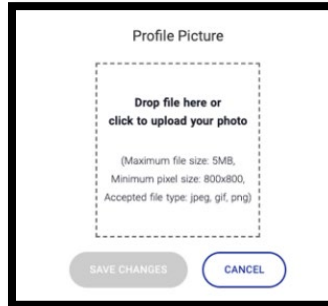 Profile Picture
Drop file here or
click to upload your photo
(Maximum file size: 5MB,
Minimum pixel size: 800x800,
Accepted file type: jpeg, gif, png)
SAVE CHANGES
CANCEL